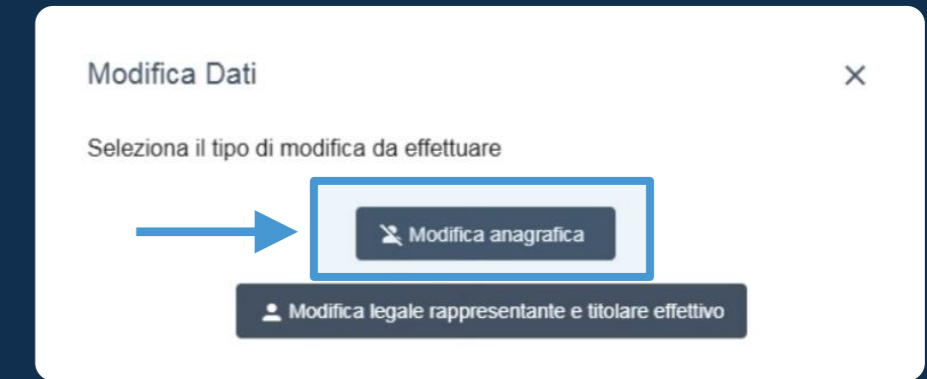 Modifica Dati
Seleziona il tipo di modifica da effettuare
Modifica anagrafica
Modifica legale rappresentante e titolare effettivo